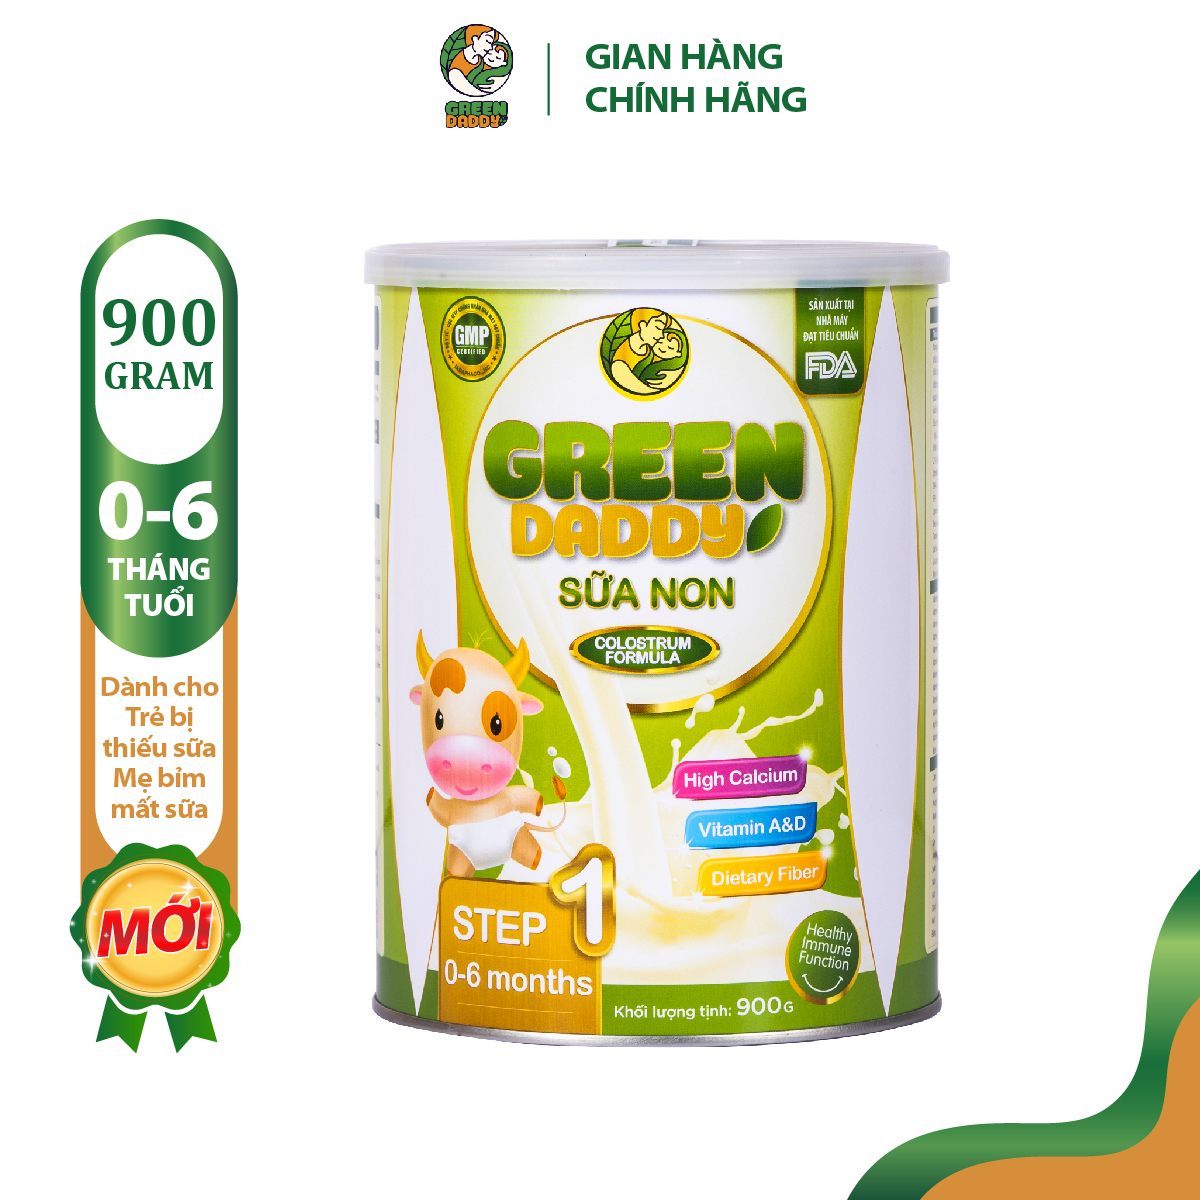 GREEN
DADDY
GIAN HÀNG
CHÍNH HÃNG
900
GRAM
0-6
THÁNG
TUỔI
Dành cho
Trẻ bị
thiếu sữa
Mẹ bỉm
mất sữa
MỚI
GMP
CERTIFIED
SẢN XUẤT TẠI
NHÀ MÁY
ĐẠT TIÊU CHUẨN
FDA
GREEN
DADDY
SỮA NON
COLOSTRUM
FORMULA
High Calcium
Vitamin A&D
Dietary Fiber
STEP 1
0-6 months
Healthy
Immune
Function
Khối lượng tịnh: 900G